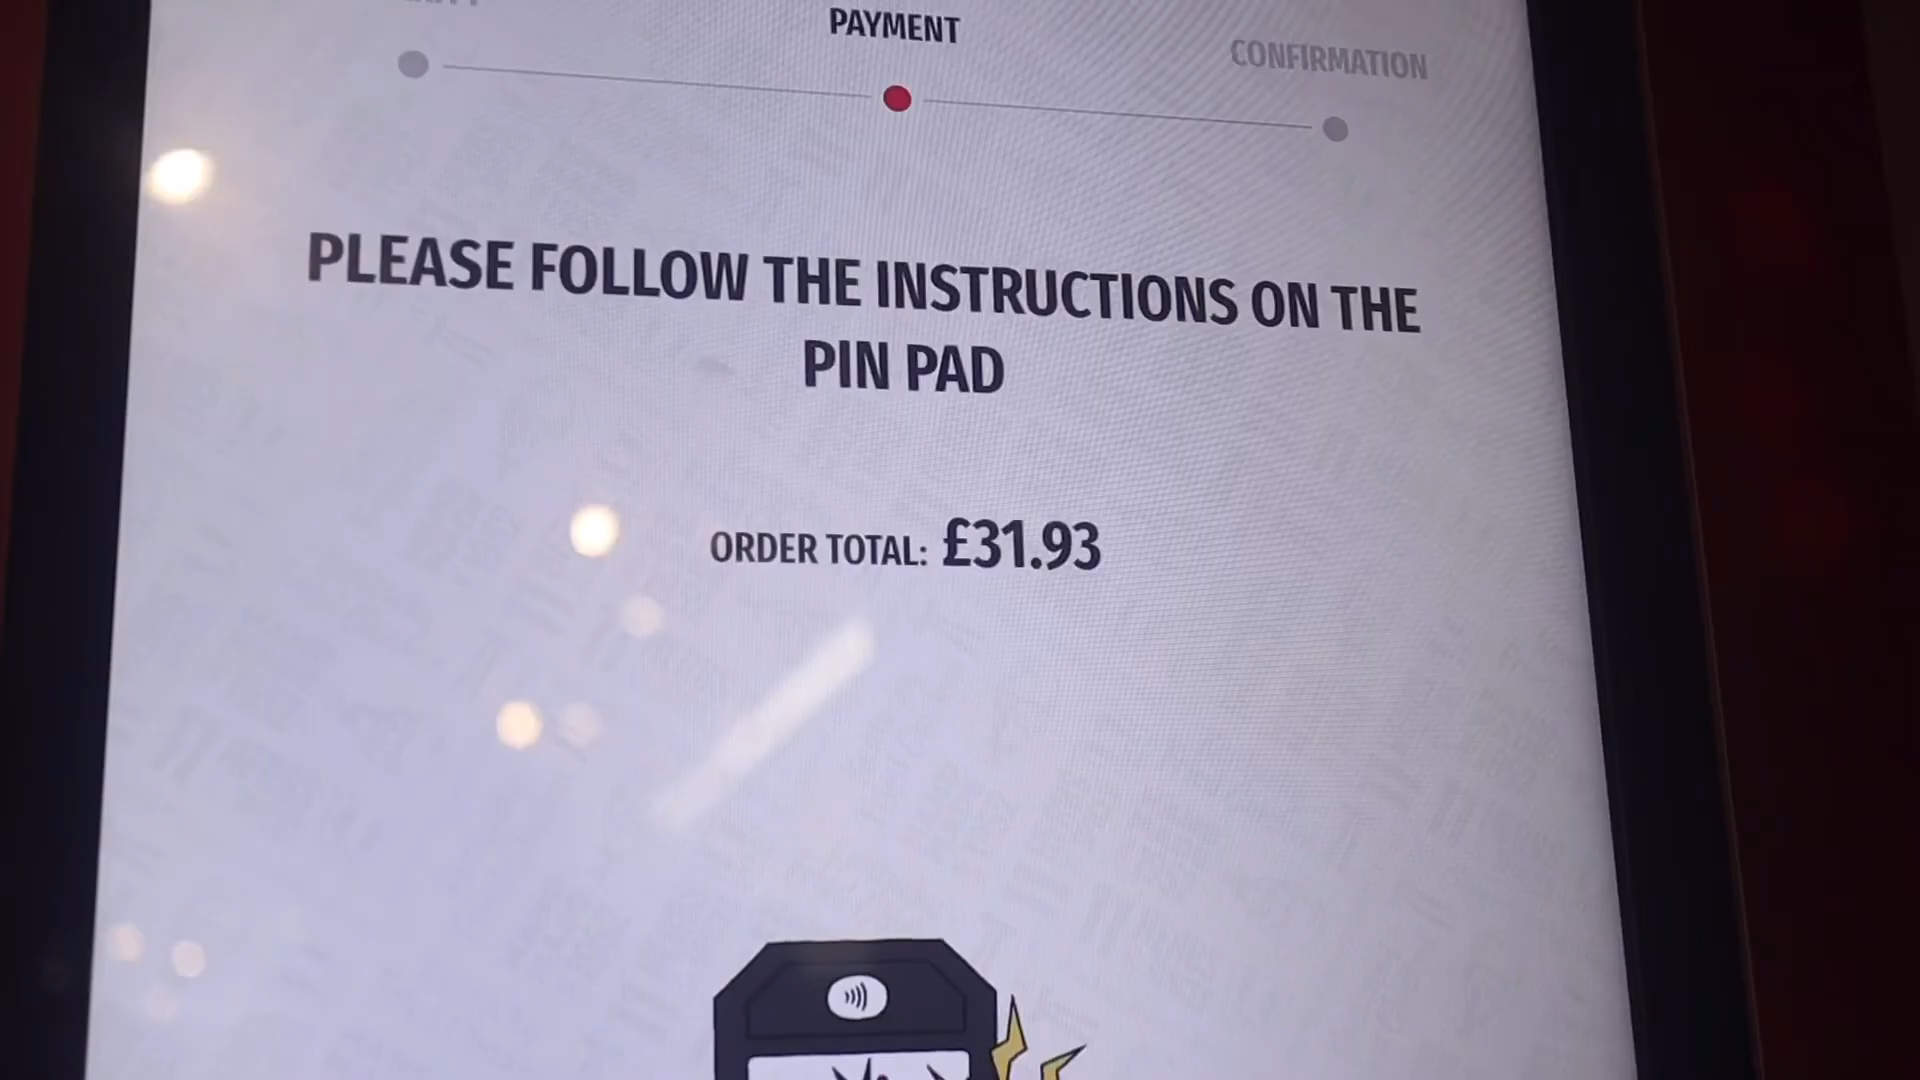 PAYMENT
CONFIRMATION
PLEASE FOLLOW THE INSTRUCTIONS ON THE
PIN PAD
ORDER TOTAL: £31.93